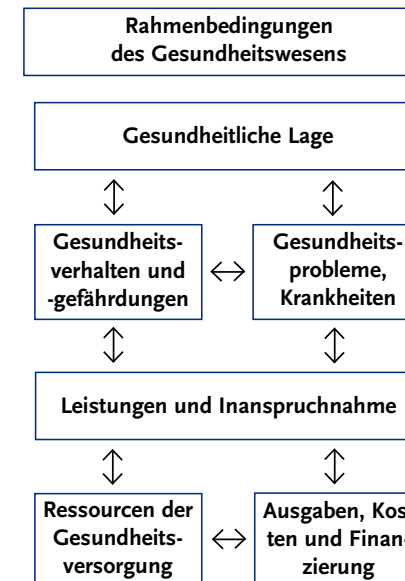 Rahmenbedingungen
des Gesundheitswesens
Gesundheitliche Lage
Gesundheits-
verhalten und
-gefährdungen
Gesundheits-
probleme,
Krankheiten
Leistungen und Inanspruchnahme
Ressourcen der
Gesundheits-
versorgung
Ausgaben, Kos-
ten und Finan-
zierung